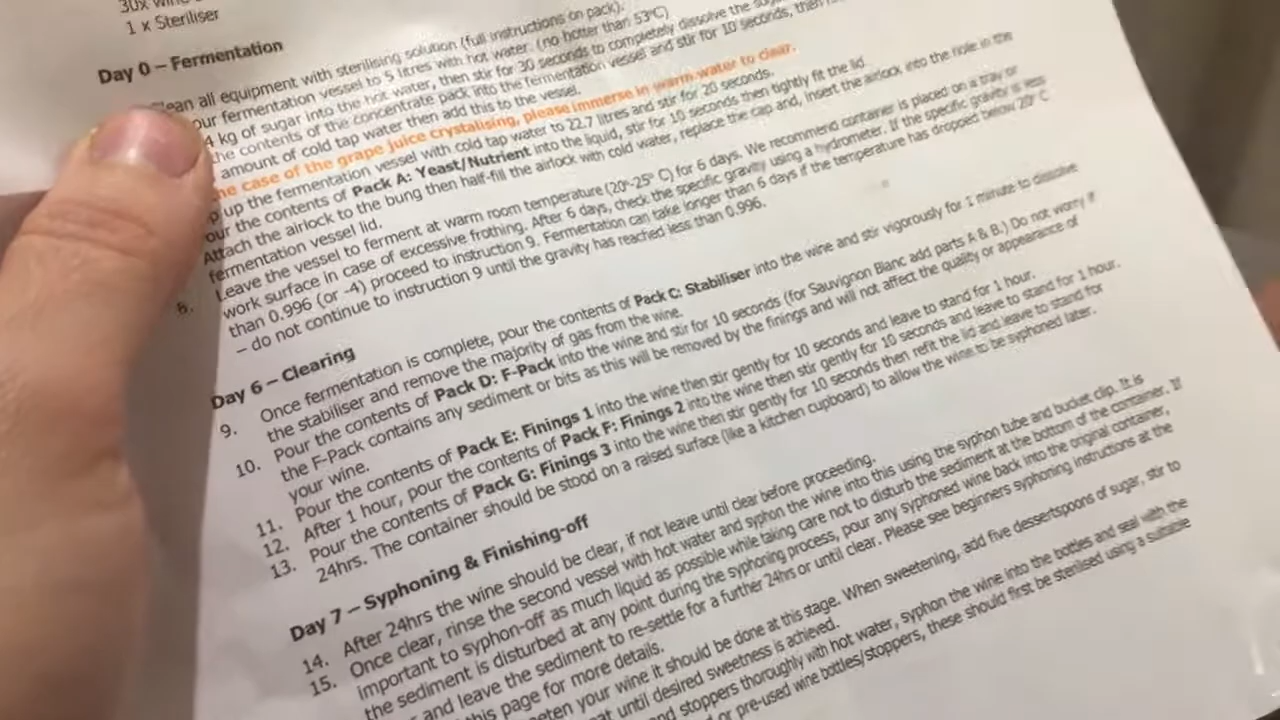 30x Wine
1 x Steriliser
Day 0 – Fermentation
Clean all equipment with sterilising solution (full instructions on pack).
our fermentation vessel to 5 litres with hot water. (no hotter than 53°C)
4 kg of sugar into the hot water, then stir for 30 seconds to completely dissolve the
the contents of the concentrate pack into the fermentation vessel and stir for 10 seconds, then
amount of cold tap water then add this to the vessel.
he case of the grape juice crystalising, please immerse in warm water to clear.
p up the fermentation vessel with cold tap water to 22.7 litres and stir for 20 seconds.
our the contents of Pack A: Yeast/Nutrient into the liquid, stir for 10 seconds then tightly fit the lid.
Attach the airlock to the bung then half-fill the airlock with cold water, replace the cap and, insert the airlock into the hole in the
fermentation vessel lid.
8. Leave the vessel to ferment at warm room temperature (20°-25° C) for 6 days. We recommend container is placed on a tray or
work surface in case of excessive frothing. After 6 days, check the specific gravity using a hydrometer. If the specific gravity is less
than 0.996 (or -4) proceed to instruction 9. Fermentation can take longer than 6 days if the temperature has dropped below 20° C
– do not continue to instruction 9 until the gravity has reached less than 0.996.
Day 6 – Clearing
9. Once fermentation is complete, pour the contents of Pack C: Stabiliser into the wine and stir vigorously for 1 minute to dissolve
the stabiliser and remove the majority of gas from the wine.
10. Pour the contents of Pack D: F-Pack into the wine and stir for 10 seconds (for Sauvignon Blanc add parts A & B.) Do not worry if
the F-Pack contains any sediment or bits as this will be removed by the finings and will not affect the quality or appearance of
your wine.
11. Pour the contents of Pack E: Finings 1 into the wine then stir gently for 10 seconds and leave to stand for 1 hour.
12. After 1 hour, pour the contents of Pack F: Finings 2 into the wine then stir gently for 10 seconds and leave to stand for 1 hour.
13. Pour the contents of Pack G: Finings 3 into the wine then stir gently for 10 seconds then refit the lid and leave to stand for
24hrs. The container should be stood on a raised surface (like a kitchen cupboard) to allow the wine to be syphoned later.
Day 7 – Syphoning & Finishing-off
14. After 24hrs the wine should be clear, if not leave until clear before proceeding.
15. Once clear, rinse the second vessel with hot water and syphon the wine into this using the syphon tube and bucket clip. It is
important to syphon-off as much liquid as possible while taking care not to disturb the sediment at the bottom of the container. If
the sediment is disturbed at any point during the syphoning process, pour any syphoned wine back into the original container,
and leave the sediment to re-settle for a further 24hrs or until clear. Please see beginners syphoning instructions at the
this page for more details.
eten your wine it should be done at this stage. When sweetening, add five dessertspoons of sugar, stir to
at until desired sweetness is achieved.
nd stoppers thoroughly with hot water, syphon the wine into the bottles and seal with the
d or pre-used wine bottles/stoppers, these should first be sterilised using a suitable